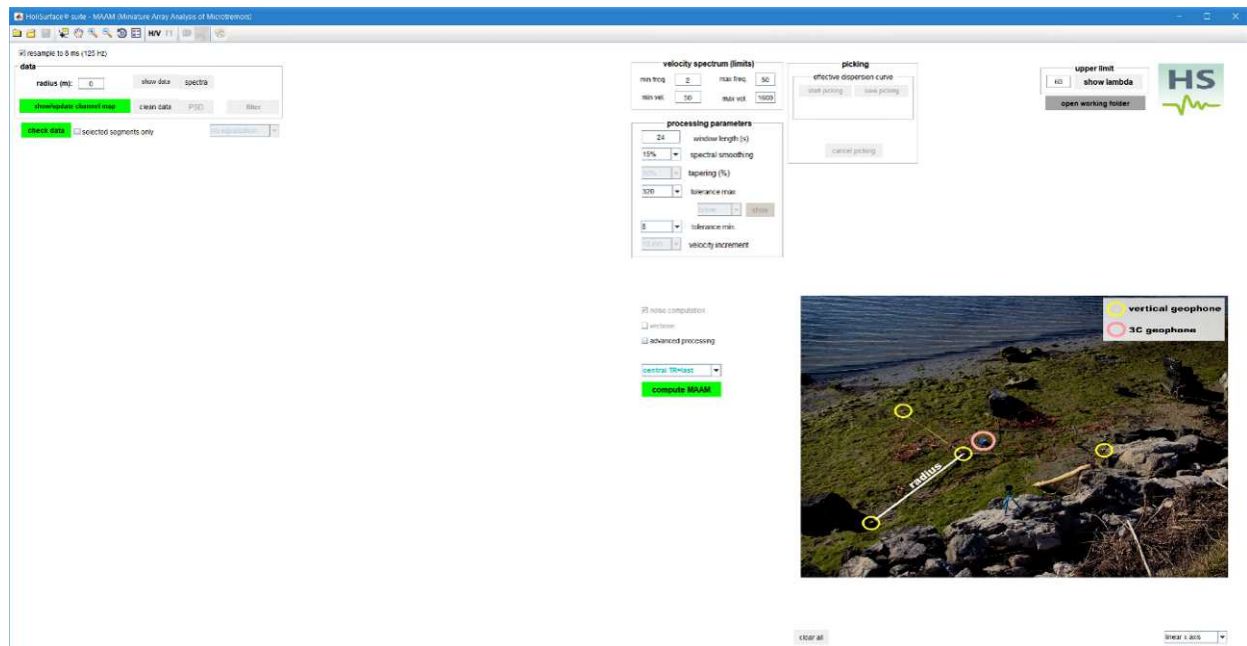 HoliSurface® suite - MAAM (Miniature Array Analysis of Microtremors)
H/V
resample to 8 ms (125 Hz)
data
radius (m): 0 show data spectra
show/update channel map clean data PSD filter
check data selected segments only no equalization
velocity spectrum (limits)
min freq. 2 max freq. 50
min vel. 50 max vel. 1600
processing parameters
24 window length (s)
15% spectral smoothing
tapering (%)
320 tolerance max
show
8 tolerance min
velocity increment
picking
effective dispersion curve
start picking save picking
cancel picking
upper limit
60 show lambda
open working folder
HS
noise computation
advanced processing
central TR=last
compute MAAM
vertical geophone
3C geophone
radius
clear all
linear x axis